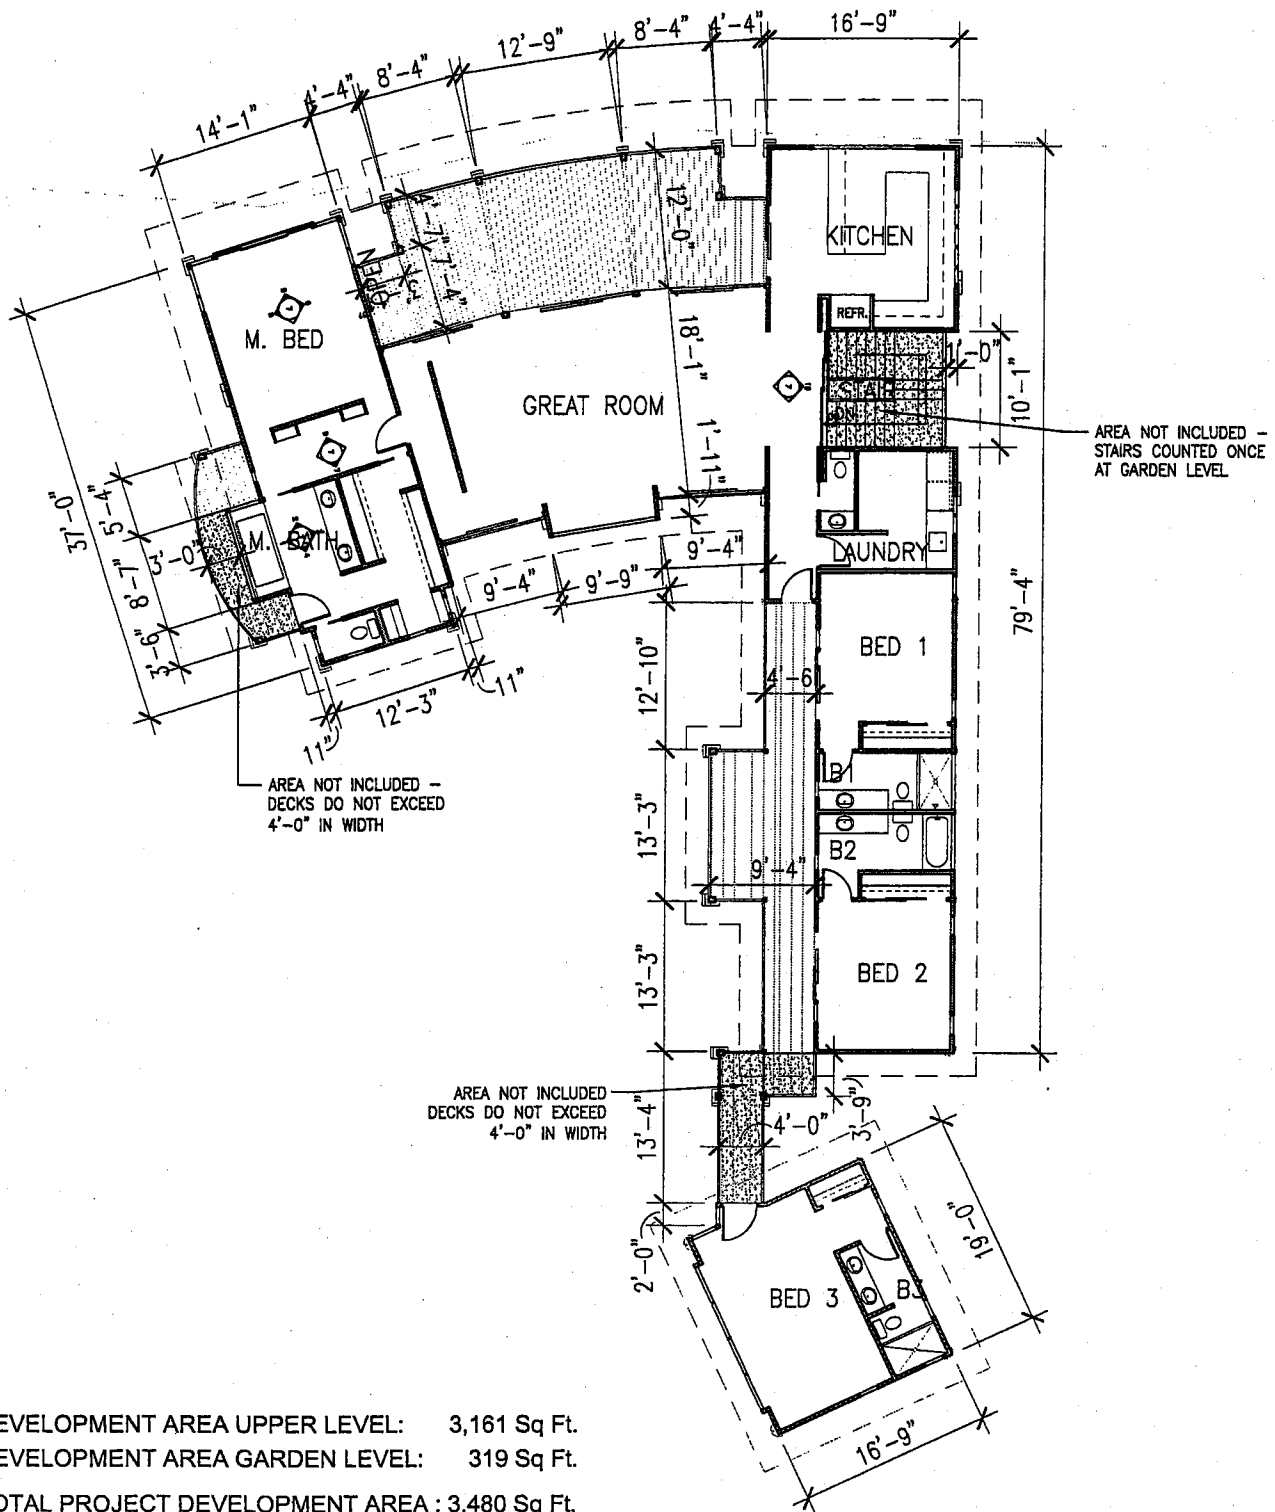 16'-9"
8'-4"
4'-4"
12'-9"
8'-4"
4'-4"
14'-1"
12'-0"
4'-7"
7'-4"
KITCHEN
REFR.
M. BED
18'-1"
1'-0"
10'-1"
STAIR
DN
GREAT ROOM
AREA NOT INCLUDED -
STAIRS COUNTED ONCE
AT GARDEN LEVEL
1'-11"
37'-0"
5'-4"
3'-0"
M. BATH
8'-7"
3'-6"
LAUNDRY
9'-4"
9'-4"
9'-9"
79'-4"
BED 1
12'-10"
4'-6
11"
12'-3"
11"
AREA NOT INCLUDED -
DECKS DO NOT EXCEED
4'-0" IN WIDTH
B1
13'-3"
B2
9'-4"
BED 2
13'-3"
AREA NOT INCLUDED
DECKS DO NOT EXCEED
4'-0" IN WIDTH
13'-4"
4'-0"
3'-9"
19'-0"
2'-0"
BED 3
B3
16'-9"
EVELOPMENT AREA UPPER LEVEL: 3,161 Sq Ft.
EVELOPMENT AREA GARDEN LEVEL: 319 Sq Ft.
OTAL PROJECT DEVELOPMENT AREA : 3,480 Sq Ft.